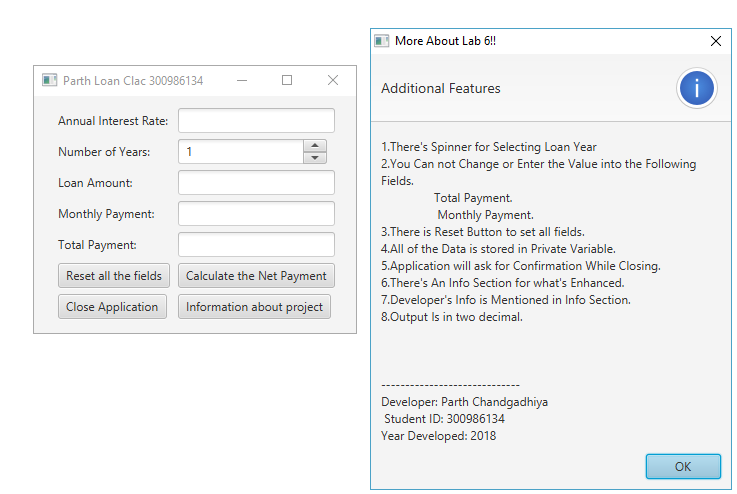 Parth Loan Clac 300986134
Annual Interest Rate:
Number of Years:
1
Loan Amount:
Monthly Payment:
Total Payment:
Reset all the fields
Calculate the Net Payment
Close Application
Information about project
More About Lab 6!!
Additional Features
i
1.There's Spinner for Selecting Loan Year
2.You Can not Change or Enter the Value into the Following
Fields.
Total Payment.
Monthly Payment.
3.There is Reset Button to set all fields.
4.All of the Data is stored in Private Variable.
5.Application will ask for Confirmation While Closing.
6.There's An Info Section for what's Enhanced.
7.Developer's Info is Mentioned in Info Section.
8.Output Is in two decimal.
-----------------------------
Developer: Parth Chandgadhiya
Student ID: 300986134
Year Developed: 2018
OK